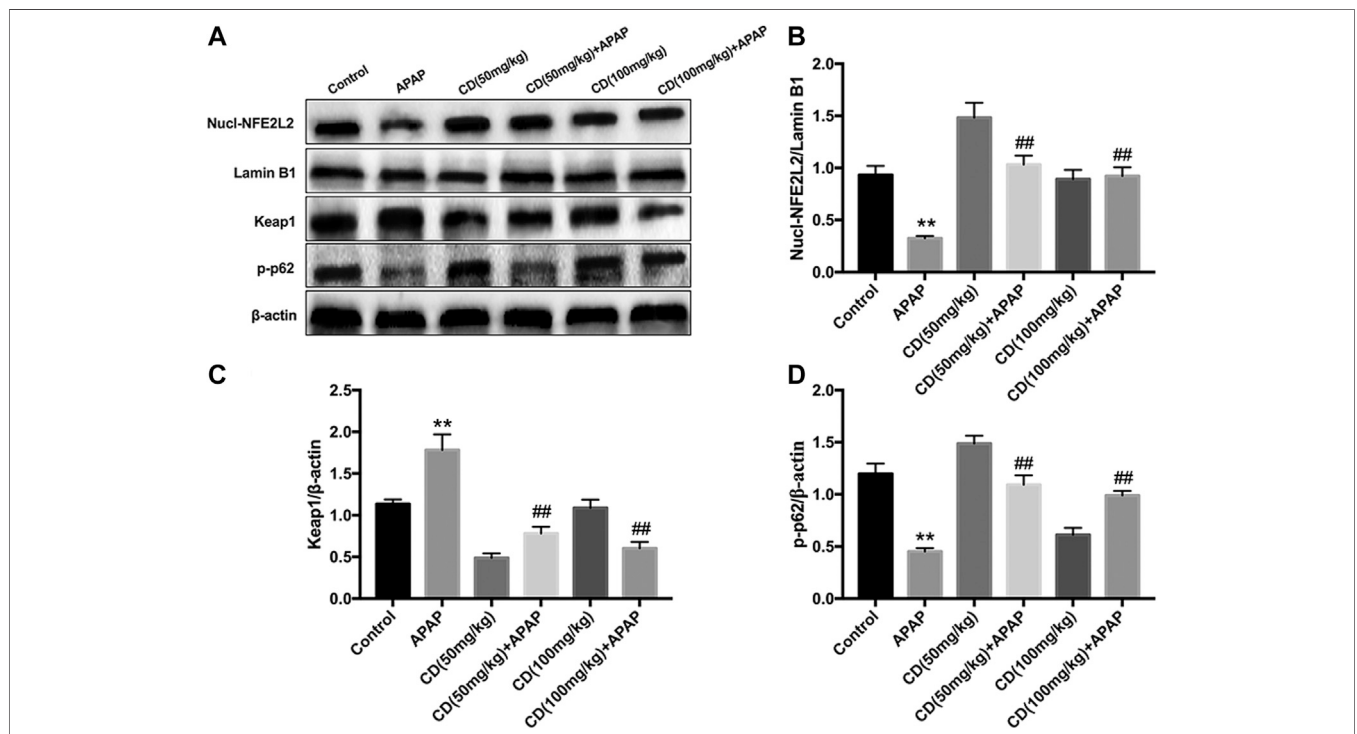 A
Control
APAP
CD(50mg/kg)
CD(50mg/kg)+APAP
CD(100mg/kg)
CD(100mg/kg)+APAP
Nucl-NFE2L2
Lamin B1
Keap1
p-p62
β-actin
B
Nucl-NFE2L2/Lamin B1
2.0
1.5
1.0
0.5
0.0
**
##
##
Control
APAP
CD(50mg/kg)
CD(50mg/kg)+APAP
CD(100mg/kg)
CD(100mg/kg)+APAP
C
Keap1/β-actin
2.5
2.0
1.5
1.0
0.5
0.0
**
##
##
Control
APAP
CD(50mg/kg)
CD(50mg/kg)+APAP
CD(100mg/kg)
CD(100mg/kg)+APAP
D
p-p62/β-actin
2.0
1.5
1.0
0.5
0.0
**
##
##
Control
APAP
CD(50mg/kg)
CD(50mg/kg)+APAP
CD(100mg/kg)
CD(100mg/kg)+APAP